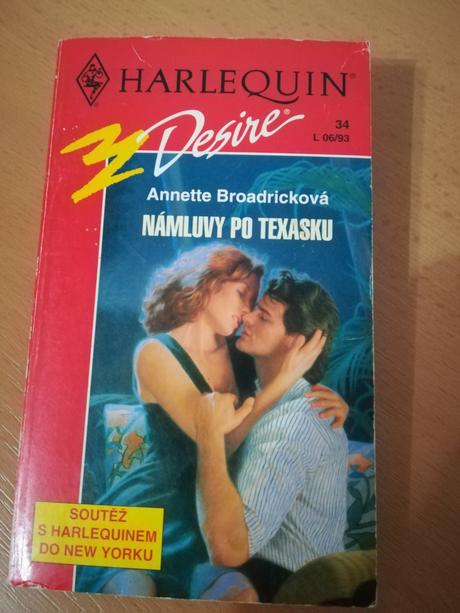 HARLEQUIN®
Desire®
34
L 06/93
Annette Broadricková
NÁMLUVY PO TEXASKU
SOUTĚŽ
S HARLEQUINEM
DO NEW YORKU